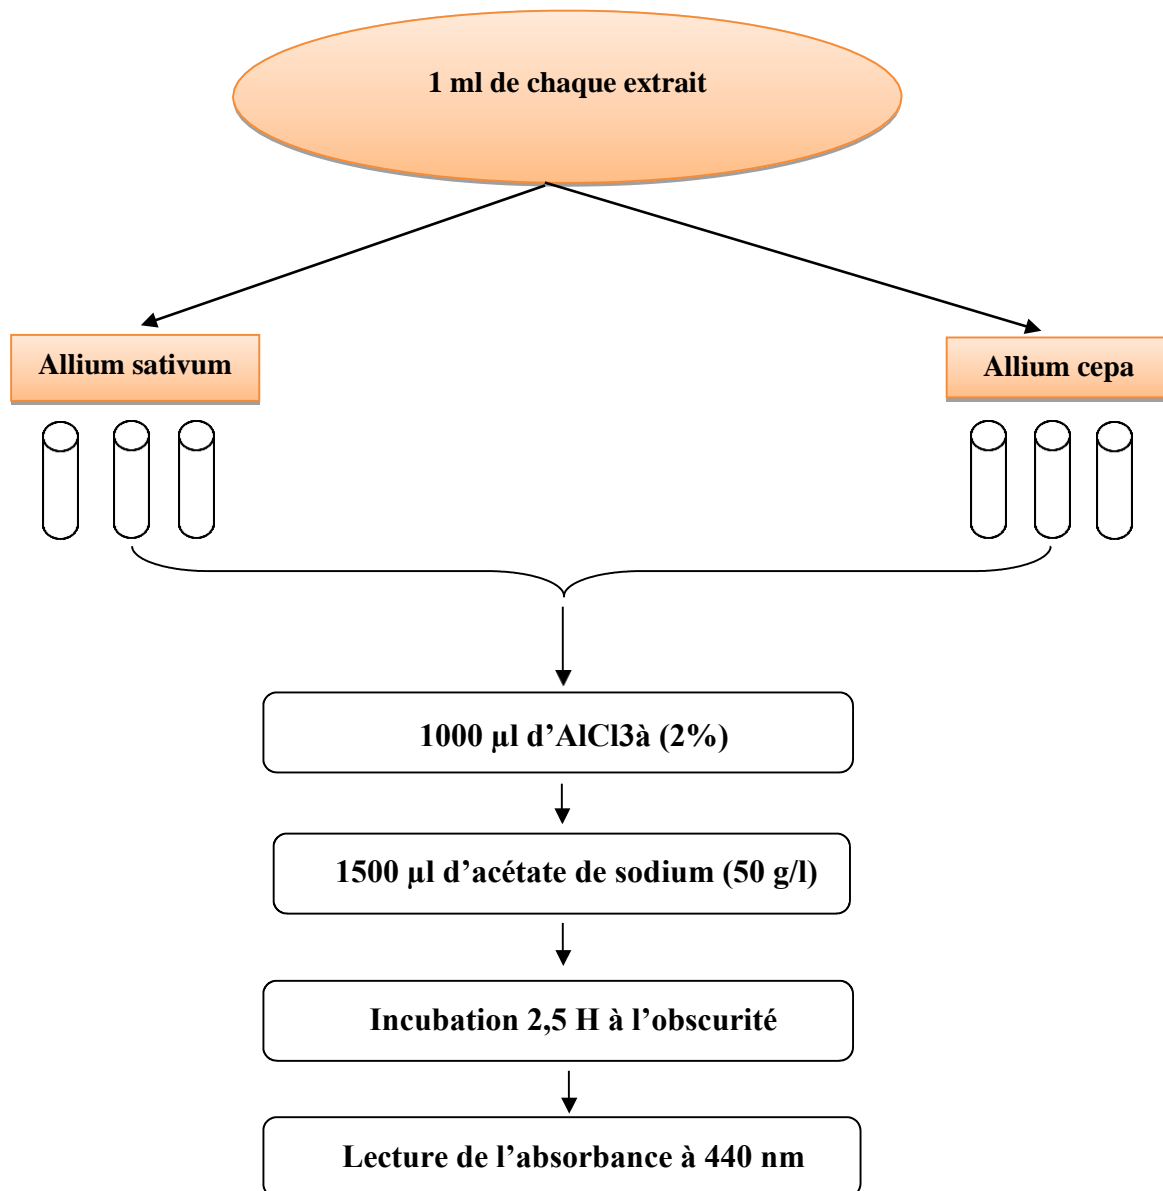 1 ml de chaque extrait
Allium sativum
Allium cepa
1000 µl d’AlCl3à (2%)
1500 µl d’acétate de sodium (50 g/l)
Incubation 2,5 H à l’obscurité
Lecture de l’absorbance à 440 nm